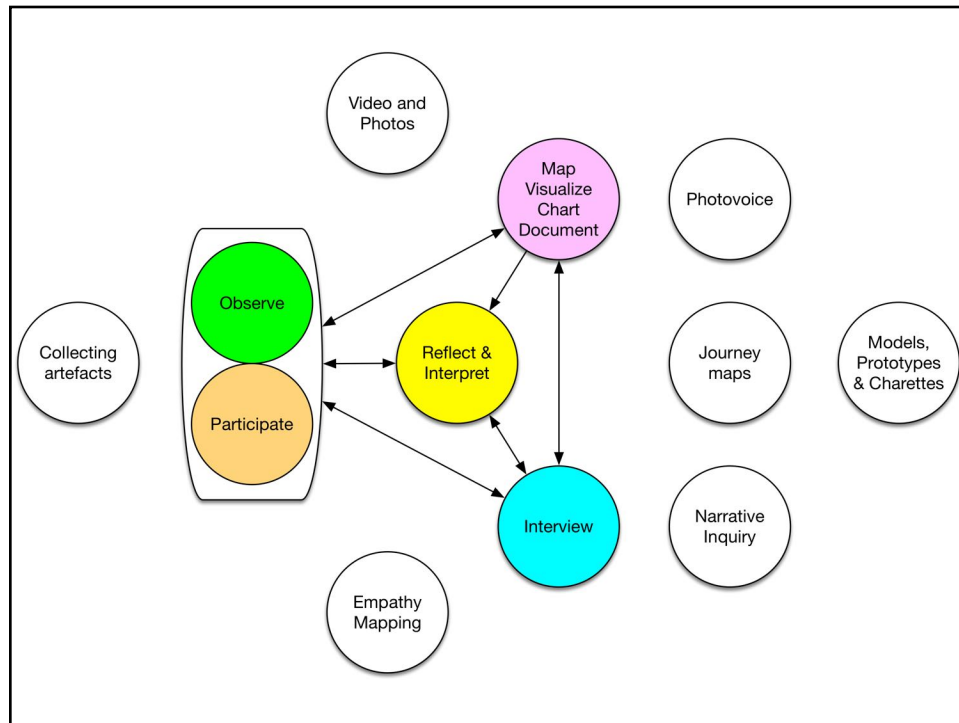 Video and
Photos
Map
Visualize
Chart
Document
Photovoice
Observe
Collecting
artefacts
Reflect &
Interpret
Journey
maps
Models,
Prototypes
& Charettes
Participate
Interview
Narrative
Inquiry
Empathy
Mapping